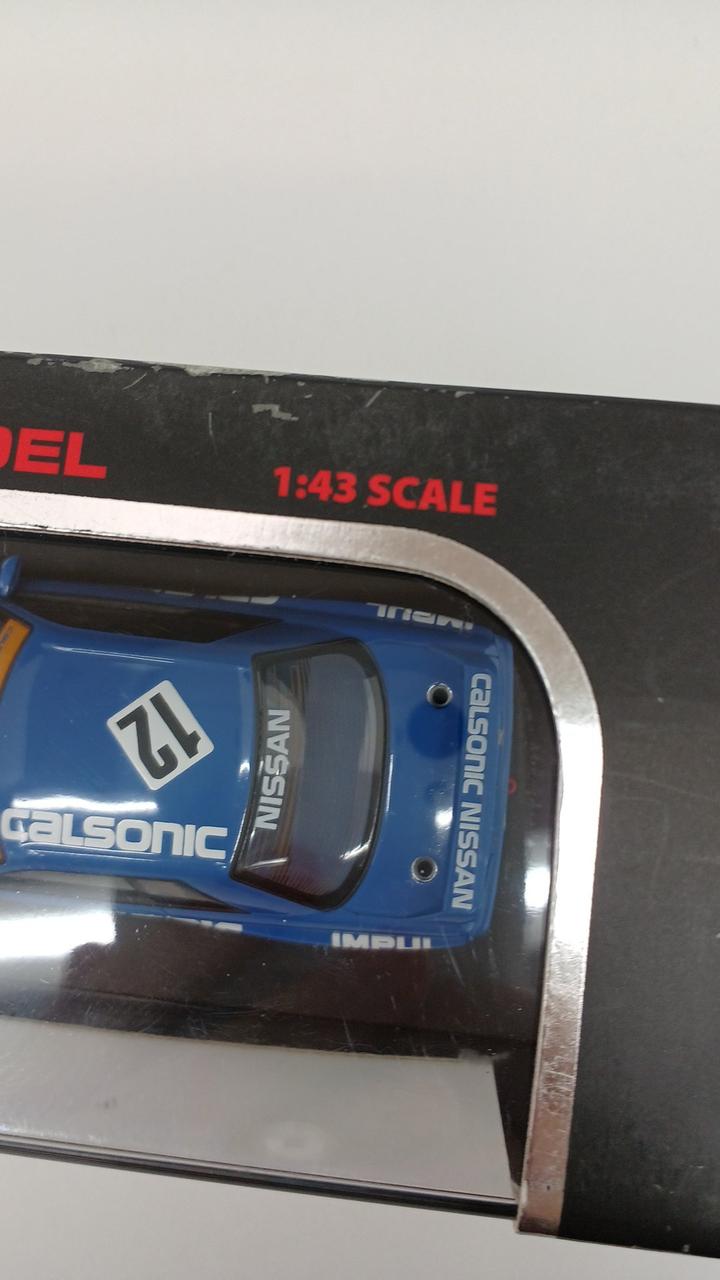 DEL
1:43 SCALE
IMPUL
12
NISSAN
CALSONIC
CALSONIC NISSAN
IMPUL